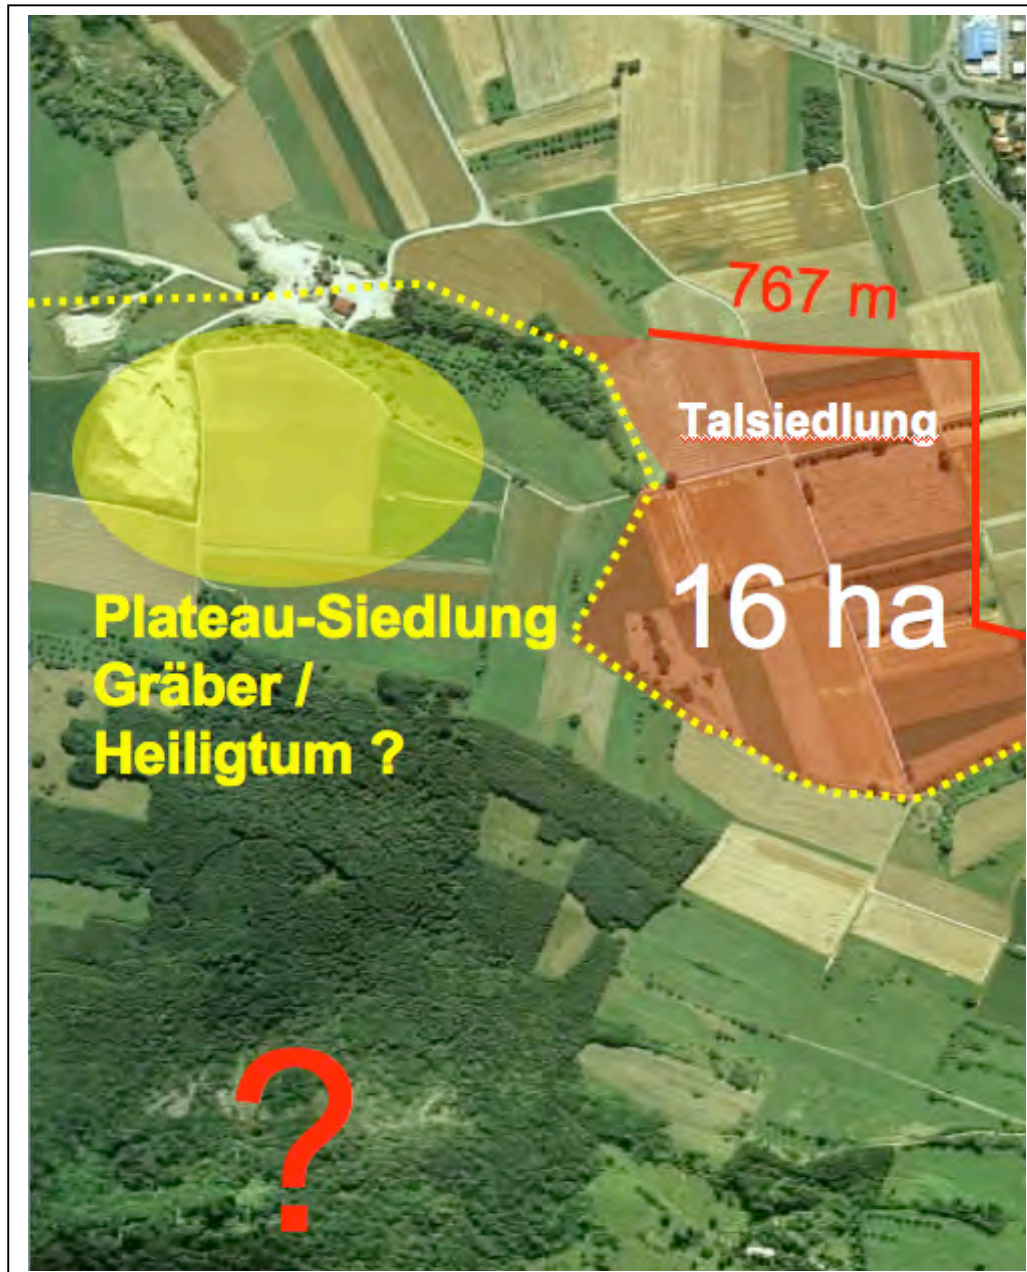 767 m
Talsiedlung
16 ha
Plateau-Siedlung
Gräber /
Heiligtum ?
?